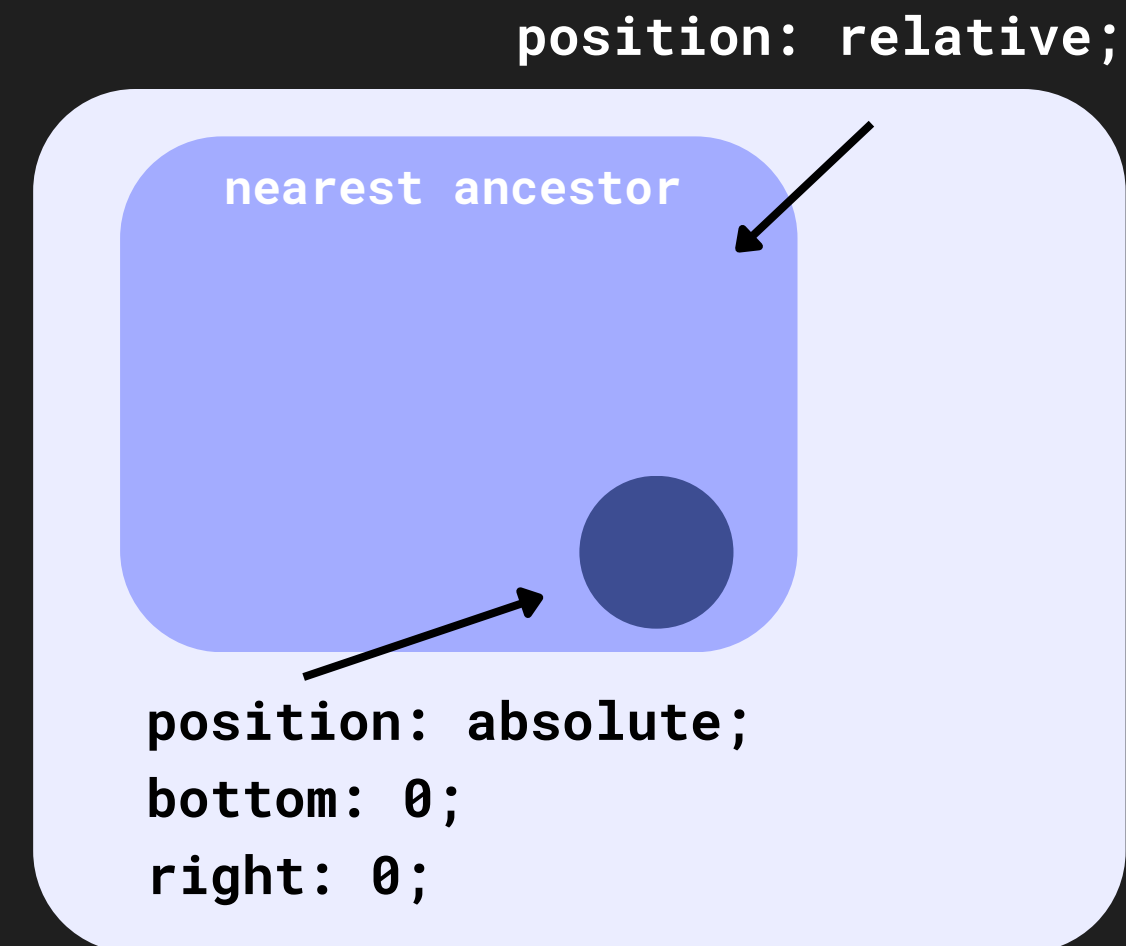 position: relative;
nearest ancestor
position: absolute;
bottom: 0;
right: 0;